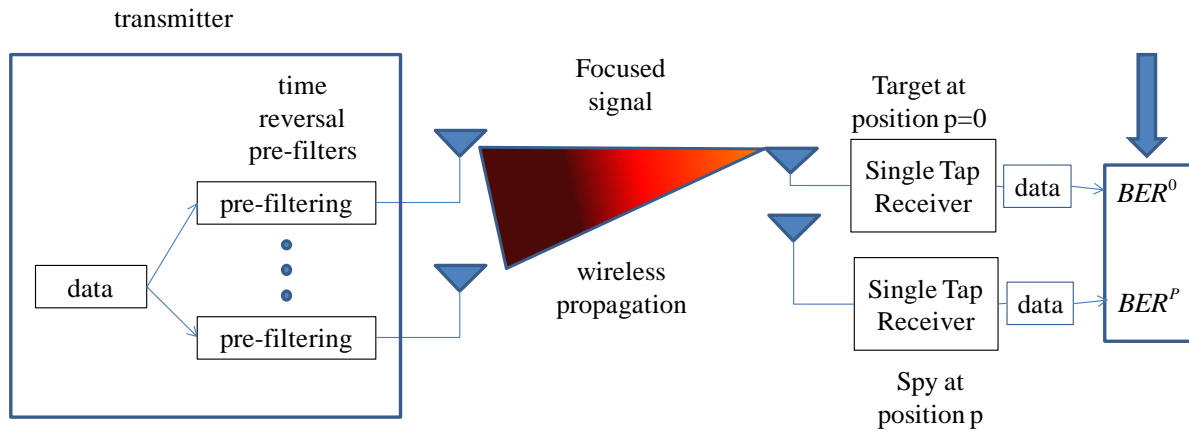 transmitter
time
reversal
pre-filters
pre-filtering
data
pre-filtering
Focused
signal
wireless
propagation
Target at
position p=0
Single Tap
Receiver
data
BER⁰
Single Tap
Receiver
data
BERᴾ
Spy at
position p